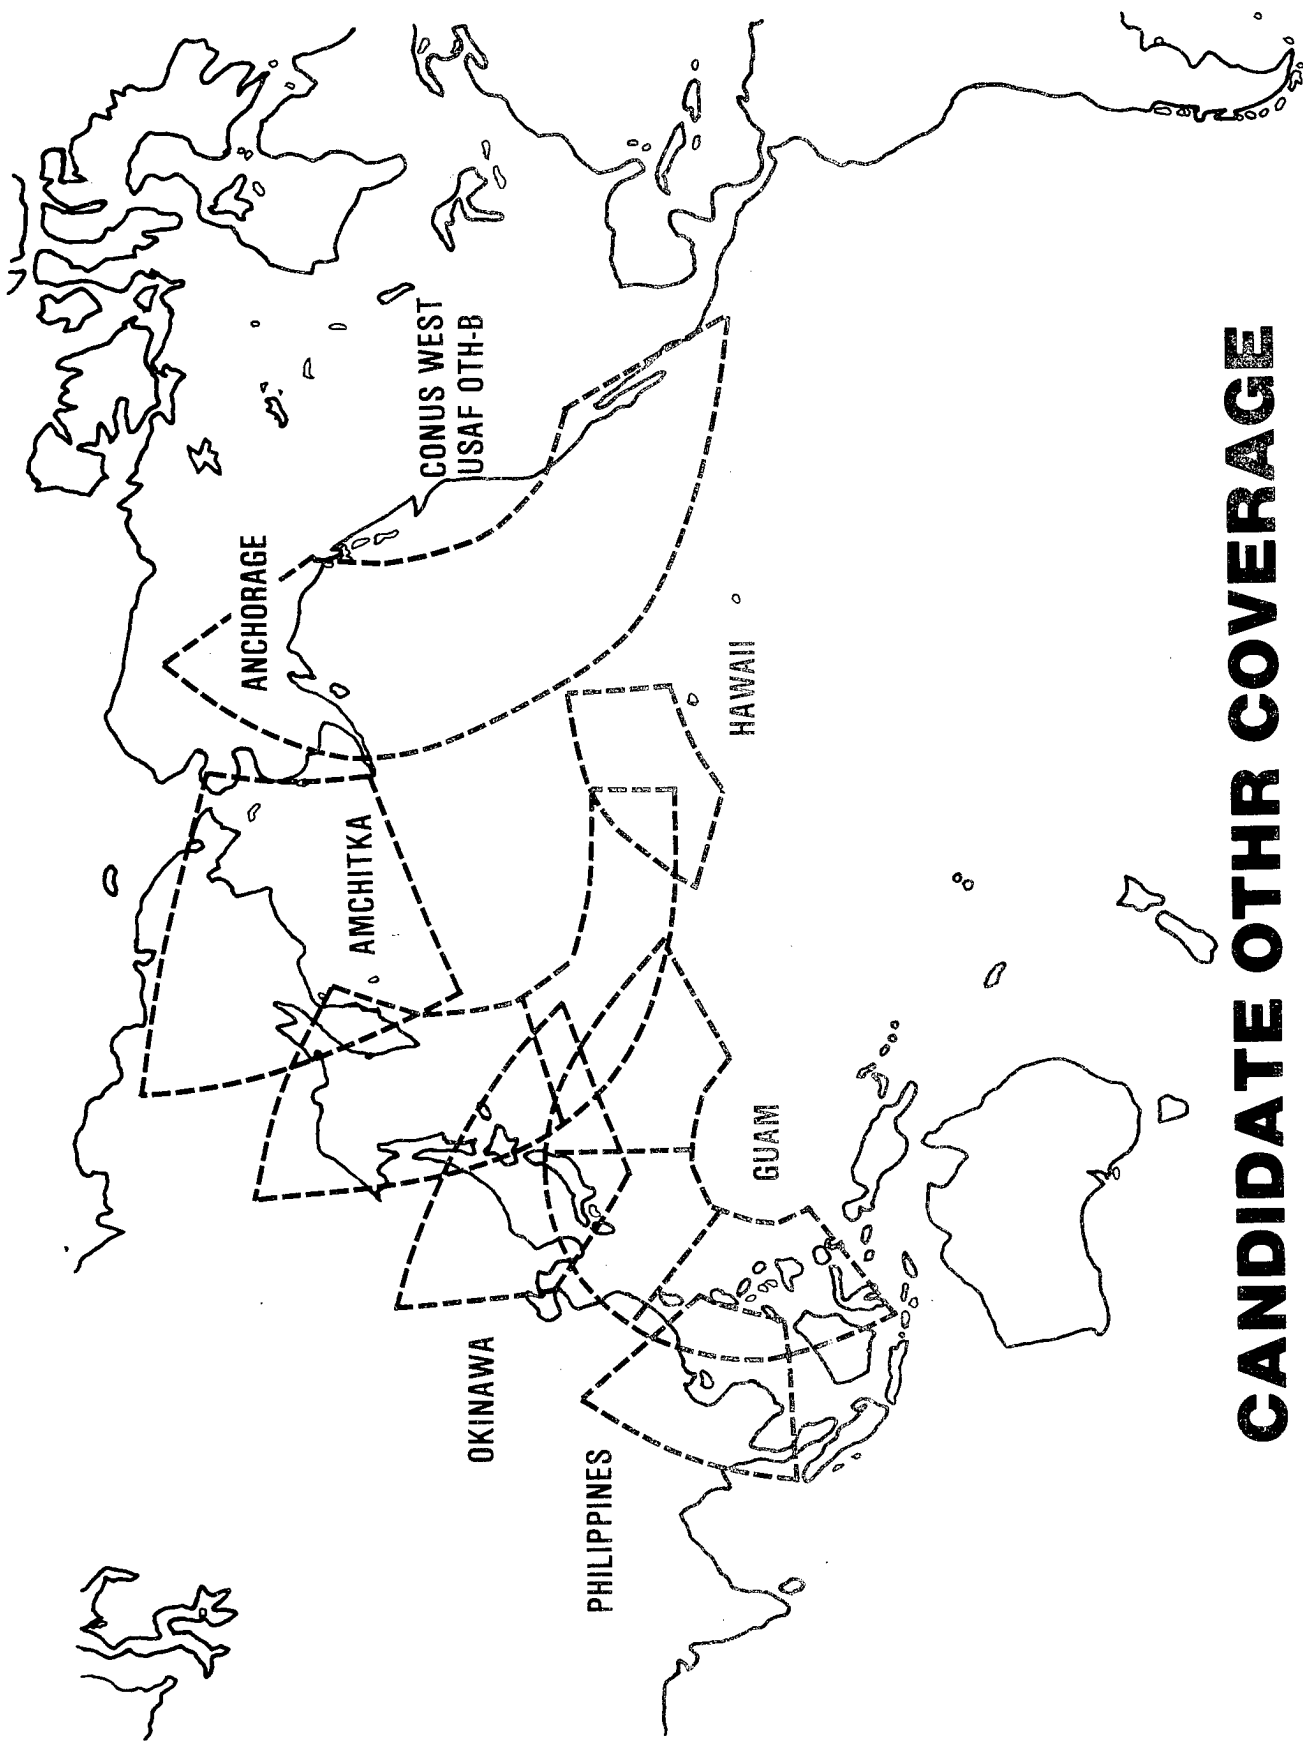 ANCHORAGE
CONUS WEST
USAF OTH-B
AMCHITKA
HAWAII
OKINAWA
GUAM
PHILIPPINES
CANDIDATE OTHR COVERAGE